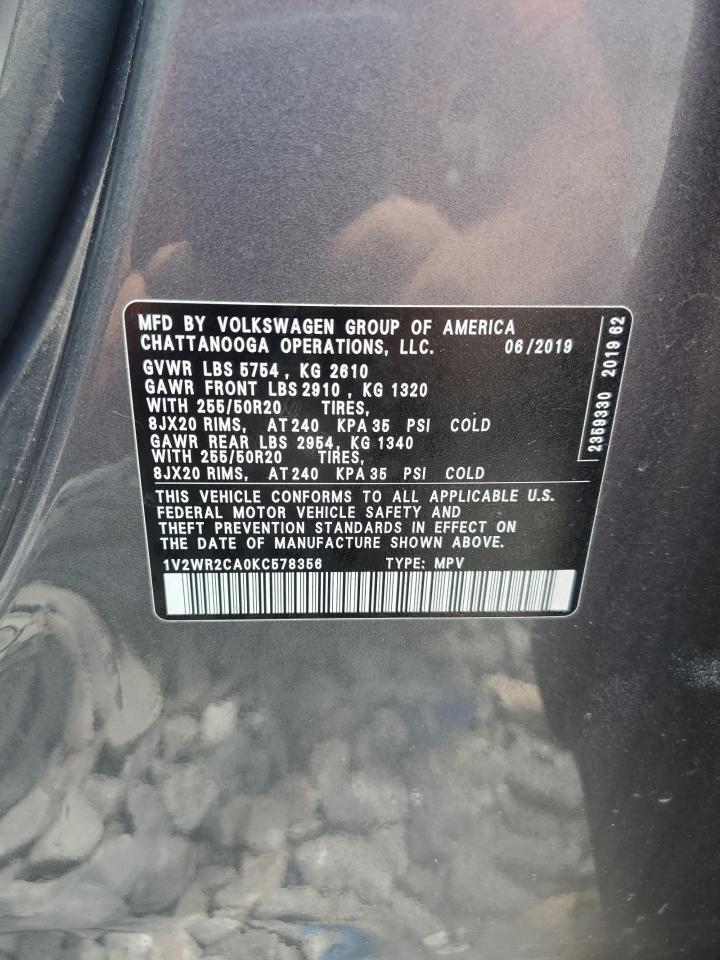 MFD BY VOLKSWAGEN GROUP OF AMERICA
CHATTANOOGA OPERATIONS, LLC. 06/2019
GVWR LBS 5754 , KG 2610
GAWR FRONT LBS 2910 , KG 1320
WITH 255/50R20 TIRES,
8JX20 RIMS, AT 240 KPA 35 PSI COLD
GAWR REAR LBS 2954, KG 1340
WITH 255/50R20 TIRES,
8JX20 RIMS, AT 240 KPA 35 PSI COLD
THIS VEHICLE CONFORMS TO ALL APPLICABLE U.S.
FEDERAL MOTOR VEHICLE SAFETY AND
THEFT PREVENTION STANDARDS IN EFFECT ON
THE DATE OF MANUFACTURE SHOWN ABOVE.
1V2WR2CA0KC578356 TYPE: MPV
2359330 2019 62